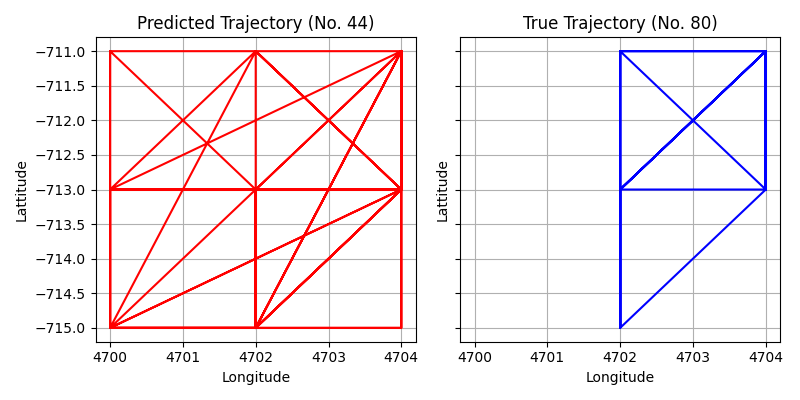 Predicted Trajectory (No. 44)
True Trajectory (No. 80)
−711.0
−711.5
−712.0
−712.5
−713.0
−713.5
−714.0
−714.5
−715.0
Lattitude
Lattitude
4700 4701 4702 4703 4704
4700 4701 4702 4703 4704
Longitude
Longitude